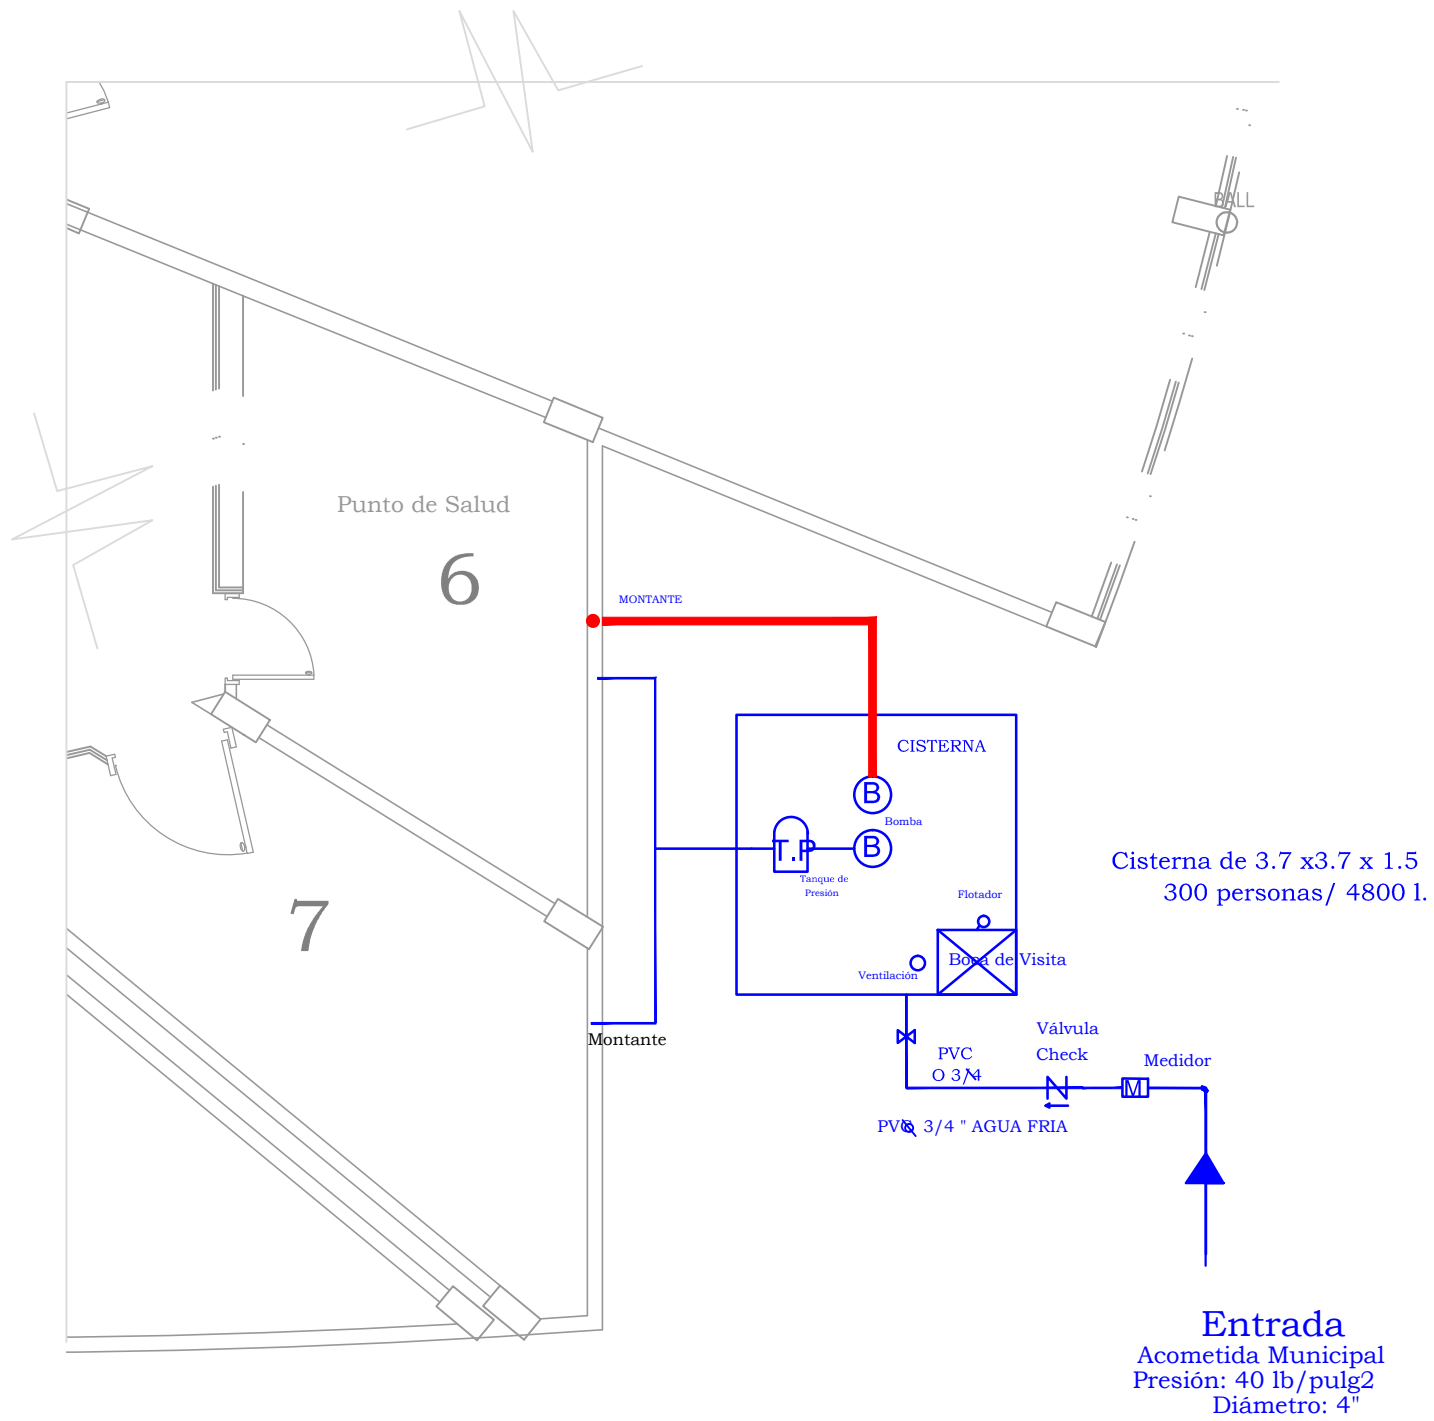 BALL
Punto de Salud
6
MONTANTE
CISTERNA
B
Bomba
T.P
B
Tanque de
Presión
Cisterna de 3.7 x3.7 x 1.5
300 personas/ 4800 l.
Flotador
7
Boca de Visita
Ventilación
Montante
Válvula
Check
PVC
O 3/4
Medidor
M
PVC 3/4 " AGUA FRIA
Entrada
Acometida Municipal
Presión: 40 lb/pulg2
Diámetro: 4"